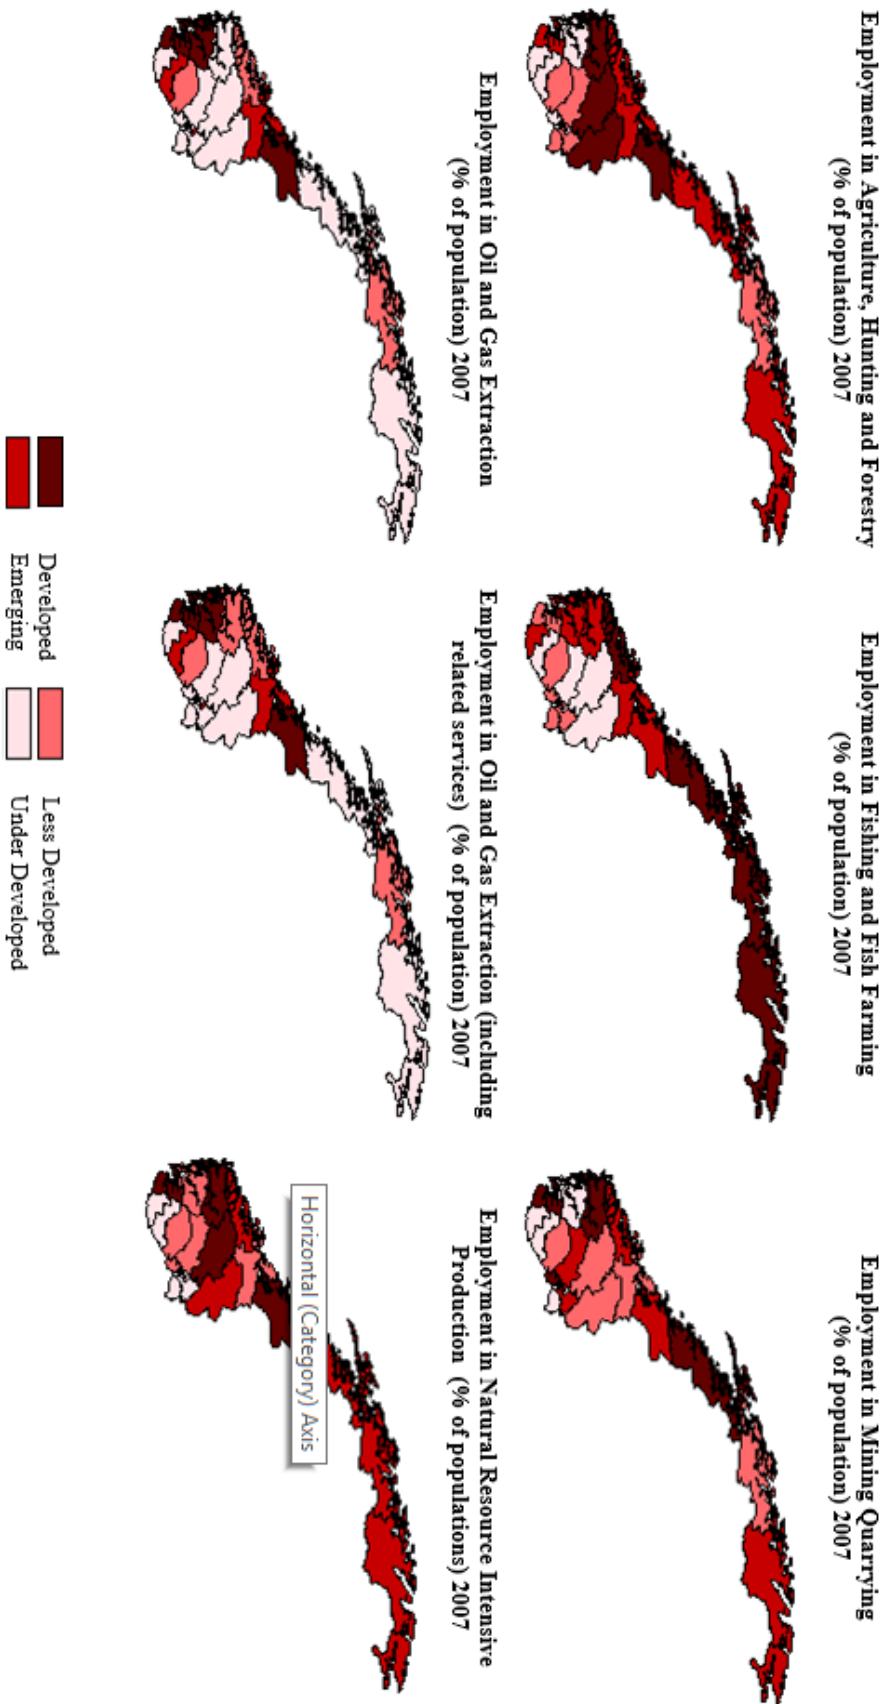 Employment in Agriculture, Hunting and Forestry
(% of population) 2007
Employment in Fishing and Fish Farming
(% of population) 2007
Employment in Mining Quarrying
(% of population) 2007
Employment in Oil and Gas Extraction
(% of population) 2007
Employment in Oil and Gas Extraction (including
related services) (% of population) 2007
Employment in Natural Resource Intensive
Production (% of populations) 2007
Horizontal (Category) Axis
Developed
Less Developed
Emerging
Under Developed